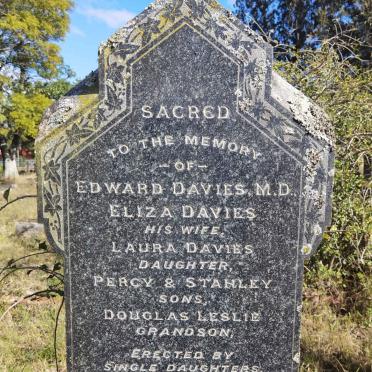 SACRED
TO THE MEMORY
-OF-
EDWARD DAVIES, M.D.
ELIZA DAVIES
HIS WIFE,
LAURA DAVIES
DAUGHTER,
PERCY & STANLEY
SONS,
DOUGLAS LESLIE
GRANDSON,
ERECTED BY
SINGLE DAUGHTERS